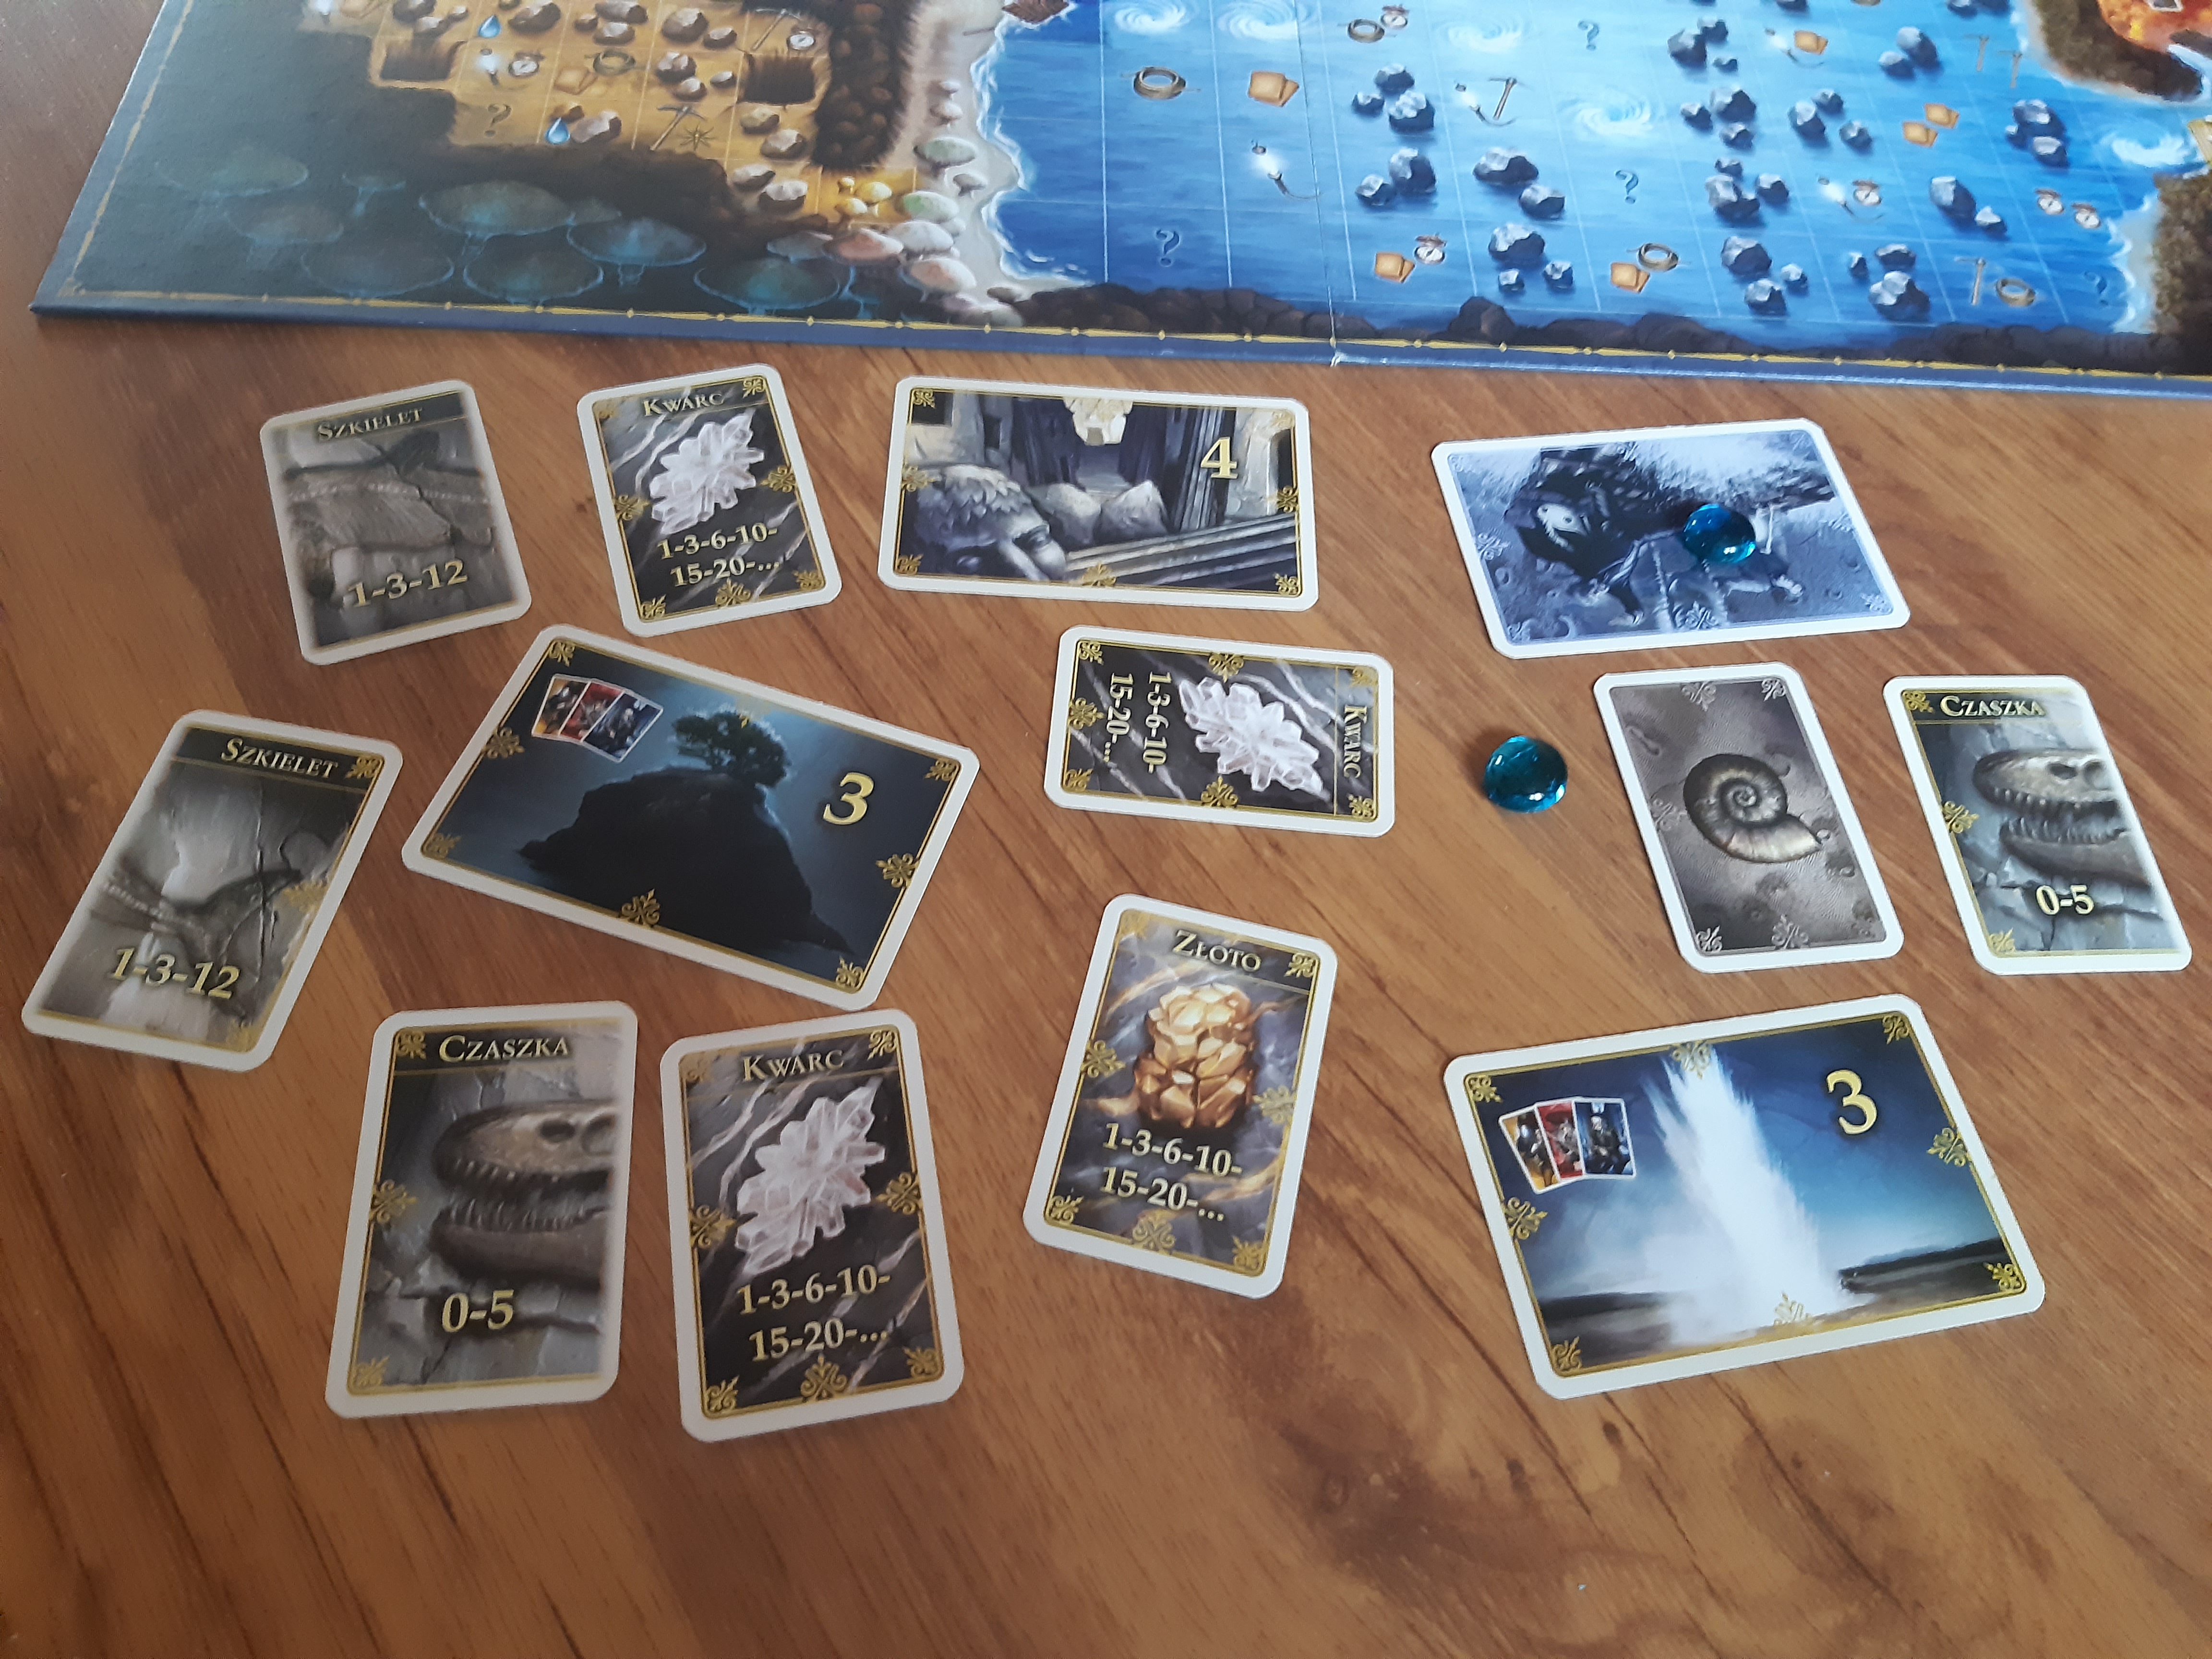 ?
?
?
?
?
Szkielet
1-3-12
Kwarc
1-3-6-10-
15-20-...
4
Szkielet
1-3-12
3
Kwarc
1-3-6-10-
15-20-...
Czaszka
0-5
Czaszka
0-5
Kwarc
1-3-6-10-
15-20-...
Złoto
1-3-6-10-
15-20-...
3